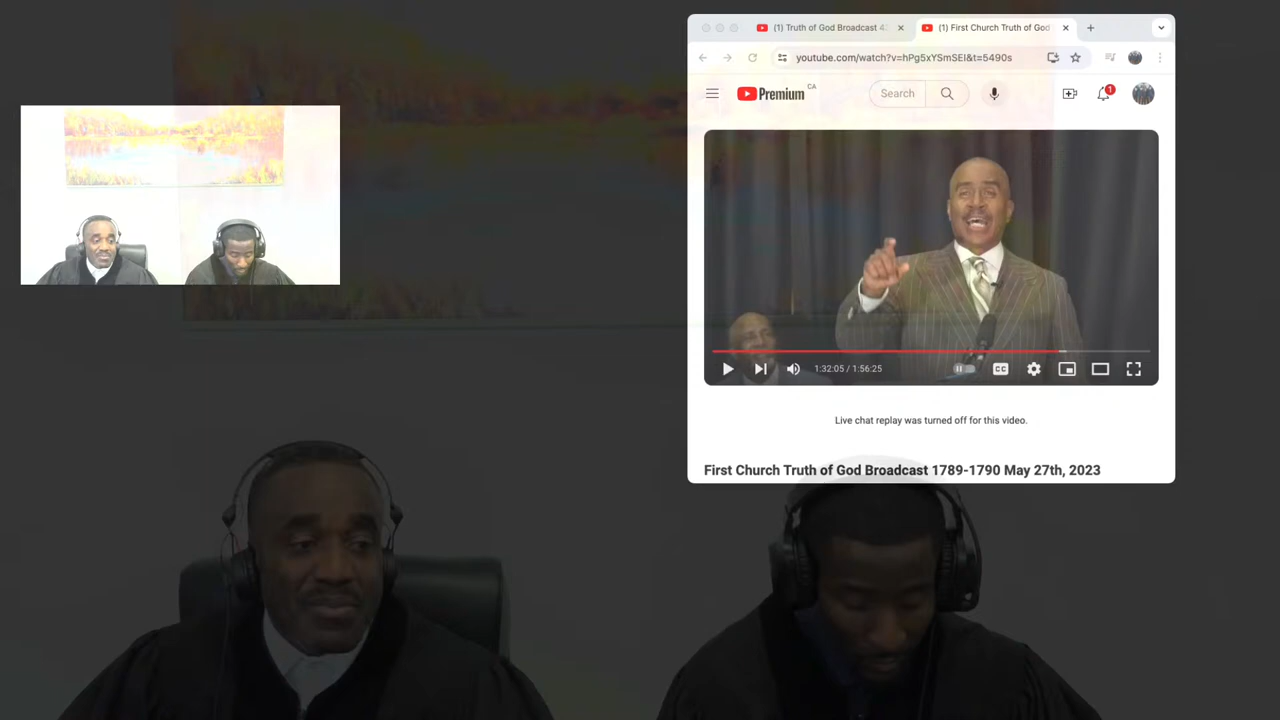 (1) Truth of God Broadcast 4
(1) First Church Truth of God
youtube.com/watch?v=hPg5xYSmSEI&t=5490s
Premium CA
Search
1
1:32:05 / 1:56:25
CC
Live chat replay was turned off for this video.
First Church Truth of God Broadcast 1789-1790 May 27th, 2023